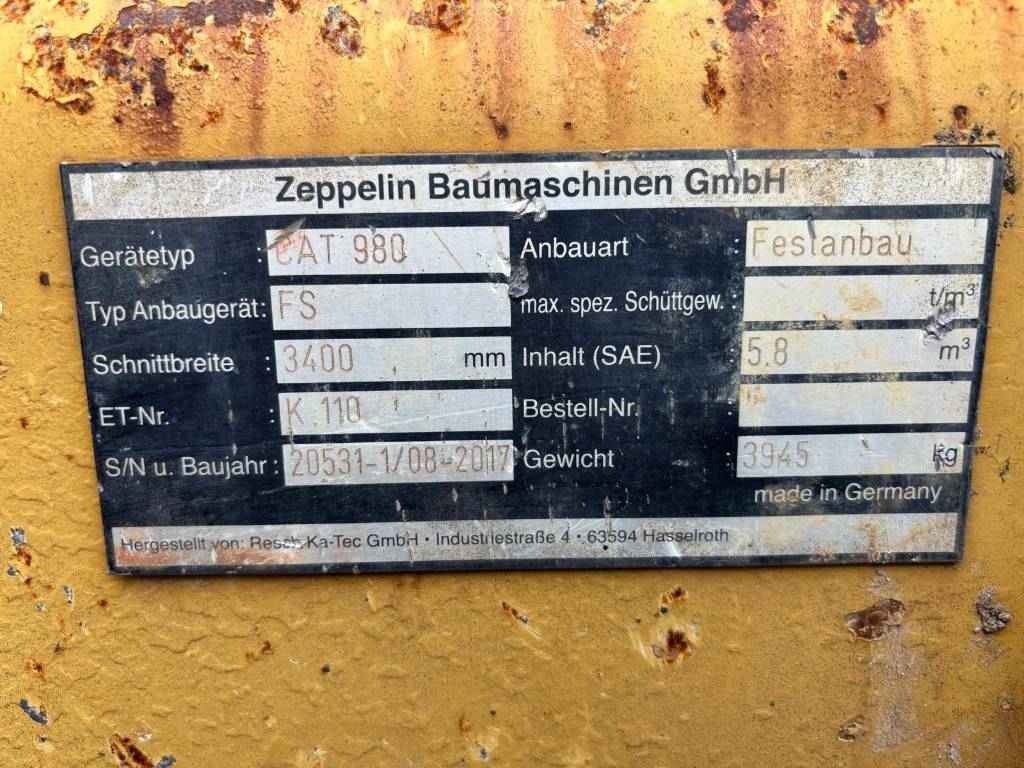 Zeppelin Baumaschinen GmbH
Gerätetyp : CAT 980 Anbauart : Festanbau
Typ Anbaugerät: FS max. spez. Schüttgew. : t/m³
Schnittbreite : 3400 mm Inhalt (SAE) : 5.8 m³
ET-Nr. : K.110 Bestell-Nr. :
S/N u. Baujahr : 20531-1/08-2017 Gewicht : 3945 kg
made in Germany
Hergestellt von: Resch-Ka-Tec GmbH • Industriestraße 4 • 63594 Hasselroth